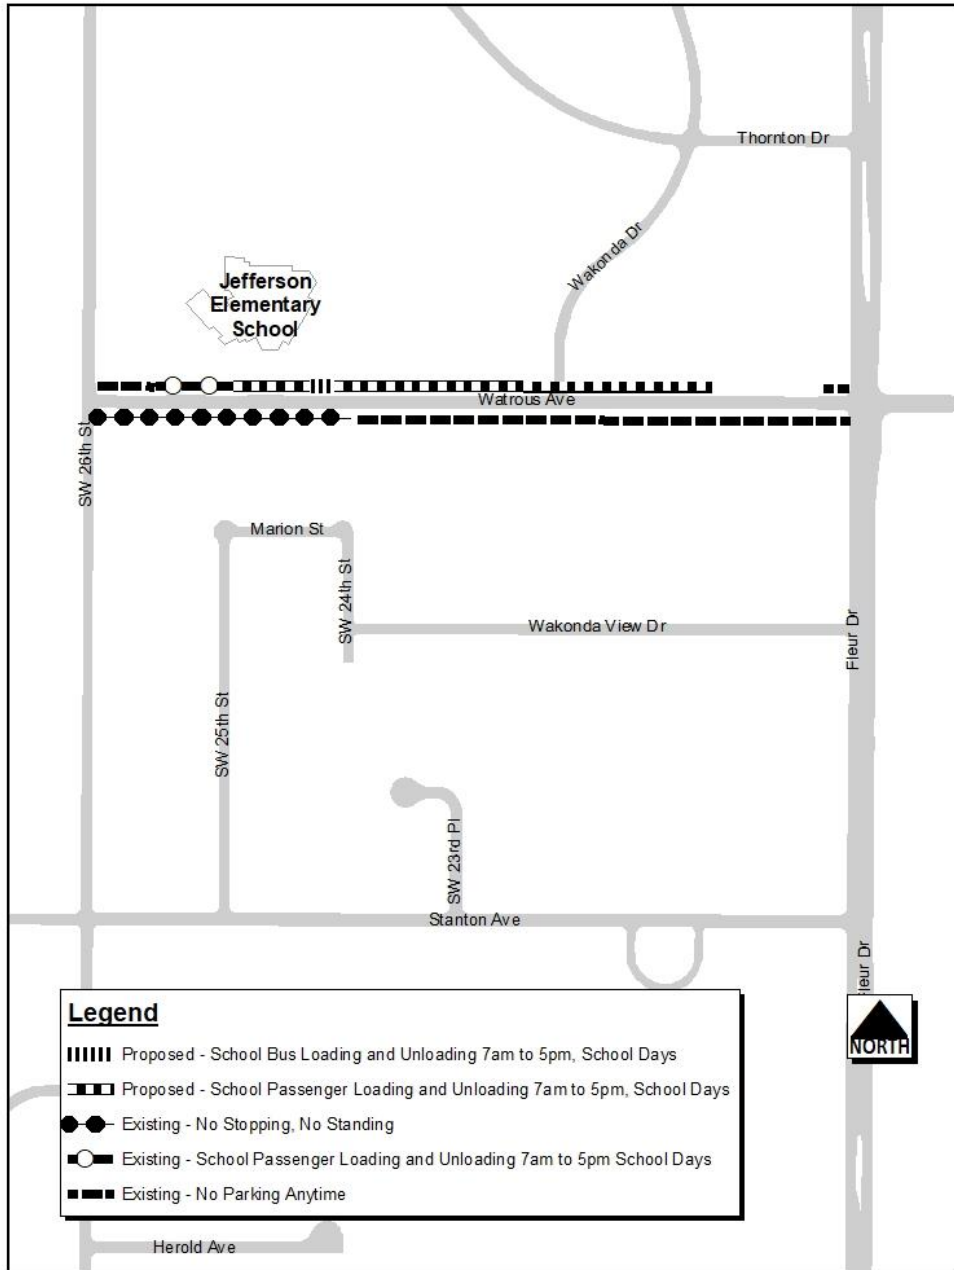 Thornton Dr
Wakonda Dr
Jefferson
Elementary
School
Watrous Ave
SW 26th St
Marion St
SW 24th St
Wakonda View Dr
Fleur Dr
SW 25th St
SW 23rd Pl
Stanton Ave
Fleur Dr
Legend
Proposed - School Bus Loading and Unloading 7am to 5pm, School Days
Proposed - School Passenger Loading and Unloading 7am to 5pm, School Days
Existing - No Stopping, No Standing
Existing - School Passenger Loading and Unloading 7am to 5pm School Days
Existing - No Parking Anytime
NORTH
Herold Ave